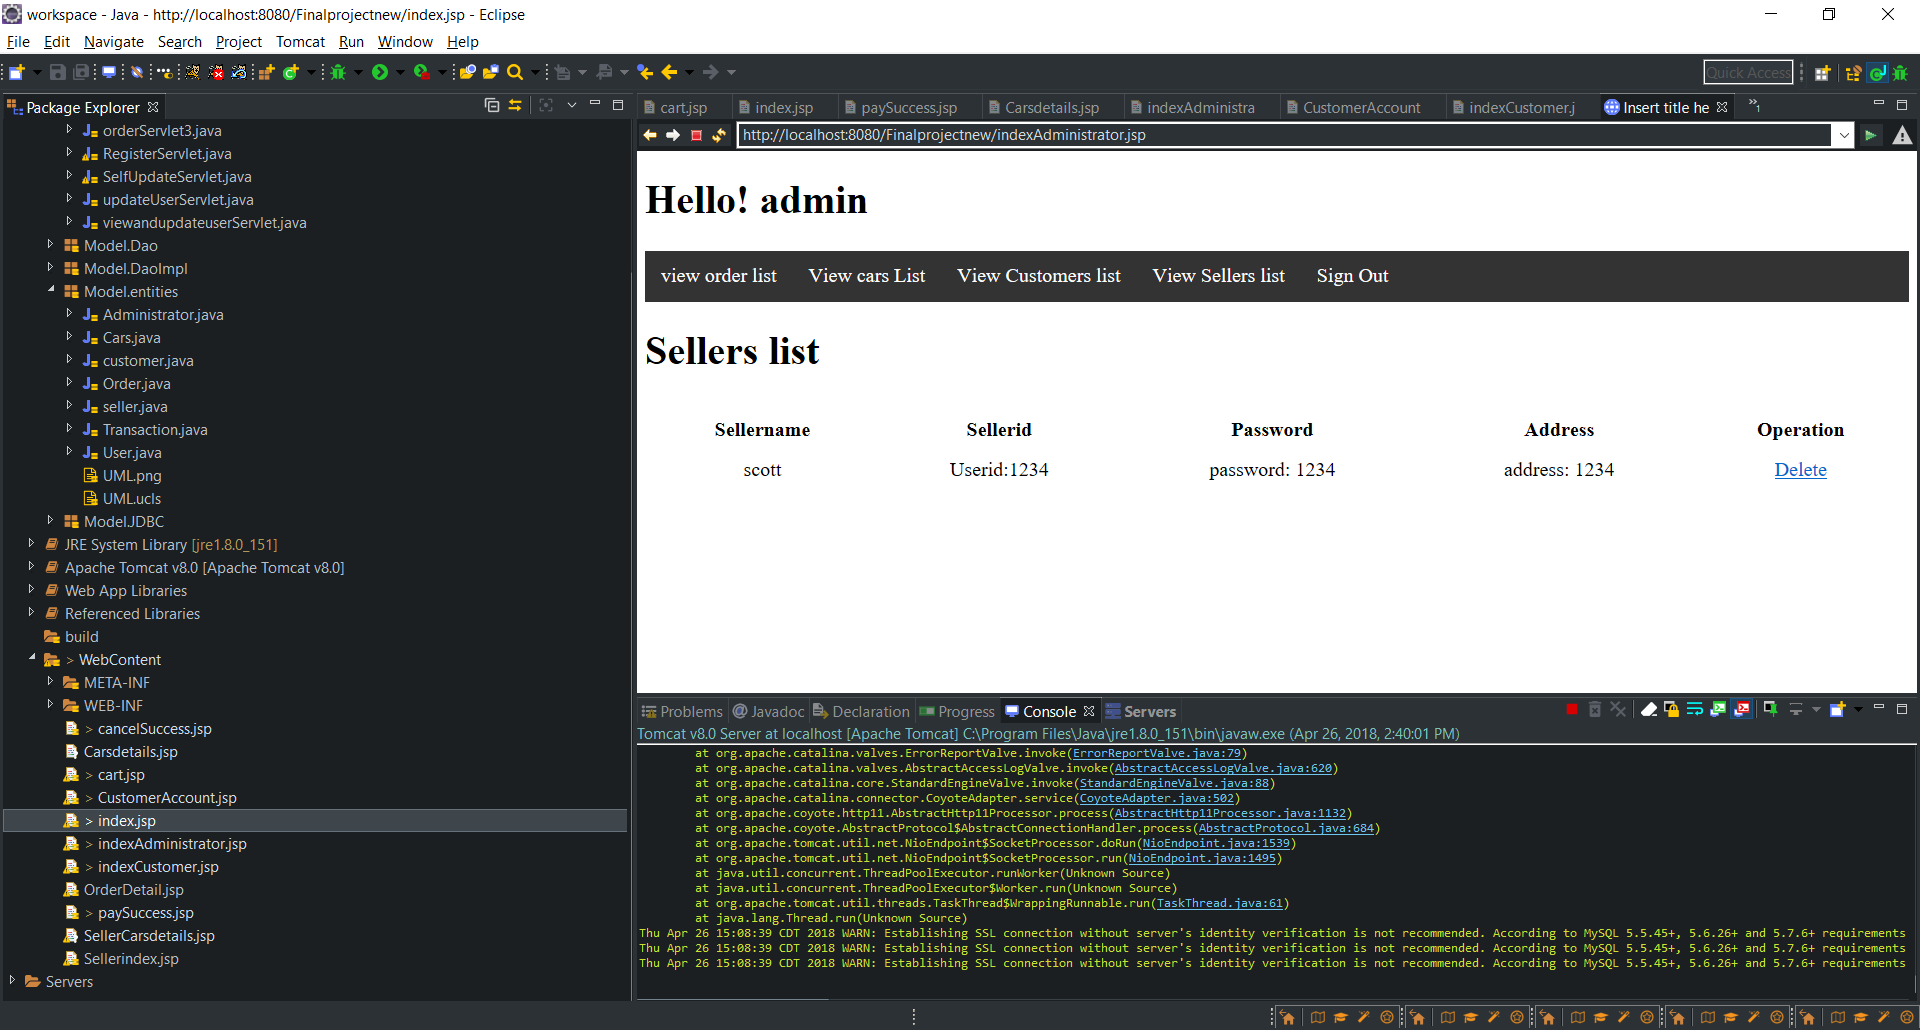 workspace - Java - http://localhost:8080/Finalprojectnew/index.jsp - Eclipse
File Edit Navigate Search Project Tomcat Run Window Help
Quick Access
Package Explorer
orderServlet3.java
RegisterServlet.java
SelfUpdateServlet.java
updateUserServlet.java
viewandupdateuserServlet.java
Model.Dao
Model.DaoImpl
Model.entities
Administrator.java
Cars.java
customer.java
Order.java
seller.java
Transaction.java
User.java
UML.png
UML.ucls
Model.JDBC
JRE System Library [jre1.8.0_151]
Apache Tomcat v8.0 [Apache Tomcat v8.0]
Web App Libraries
Referenced Libraries
build
> WebContent
META-INF
WEB-INF
> cancelSuccess.jsp
Carsdetails.jsp
> cart.jsp
> CustomerAccount.jsp
> index.jsp
> indexAdministrator.jsp
> indexCustomer.jsp
OrderDetail.jsp
> paySuccess.jsp
SellerCarsdetails.jsp
Sellerindex.jsp
Servers
cart.jsp index.jsp paySuccess.jsp Carsdetails.jsp indexAdministra CustomerAccount indexCustomer.j Insert title he »1
http://localhost:8080/Finalprojectnew/indexAdministrator.jsp
Hello! admin
view order list View cars List View Customers list View Sellers list Sign Out
Sellers list
Sellername Sellerid Password Address Operation
scott Userid:1234 password: 1234 address: 1234 Delete
Problems @ Javadoc Declaration Progress Console Servers
Tomcat v8.0 Server at localhost [Apache Tomcat] C:\Program Files\Java\jre1.8.0_151\bin\javaw.exe (Apr 26, 2018, 2:40:01 PM)
at org.apache.catalina.valves.ErrorReportValve.invoke(ErrorReportValve.java:79)
at org.apache.catalina.valves.AbstractAccessLogValve.invoke(AbstractAccessLogValve.java:620)
at org.apache.catalina.core.StandardEngineValve.invoke(StandardEngineValve.java:88)
at org.apache.catalina.connector.CoyoteAdapter.service(CoyoteAdapter.java:502)
at org.apache.coyote.http11.AbstractHttp11Processor.process(AbstractHttp11Processor.java:1132)
at org.apache.coyote.AbstractProtocol$AbstractConnectionHandler.process(AbstractProtocol.java:684)
at org.apache.tomcat.util.net.NioEndpoint$SocketProcessor.doRun(NioEndpoint.java:1539)
at org.apache.tomcat.util.net.NioEndpoint$SocketProcessor.run(NioEndpoint.java:1495)
at java.util.concurrent.ThreadPoolExecutor.runWorker(Unknown Source)
at java.util.concurrent.ThreadPoolExecutor$Worker.run(Unknown Source)
at org.apache.tomcat.util.threads.TaskThread$WrappingRunnable.run(TaskThread.java:61)
at java.lang.Thread.run(Unknown Source)
Thu Apr 26 15:08:39 CDT 2018 WARN: Establishing SSL connection without server's identity verification is not recommended. According to MySQL 5.5.45+, 5.6.26+ and 5.7.6+ requirements
Thu Apr 26 15:08:39 CDT 2018 WARN: Establishing SSL connection without server's identity verification is not recommended. According to MySQL 5.5.45+, 5.6.26+ and 5.7.6+ requirements
Thu Apr 26 15:08:39 CDT 2018 WARN: Establishing SSL connection without server's identity verification is not recommended. According to MySQL 5.5.45+, 5.6.26+ and 5.7.6+ requirements